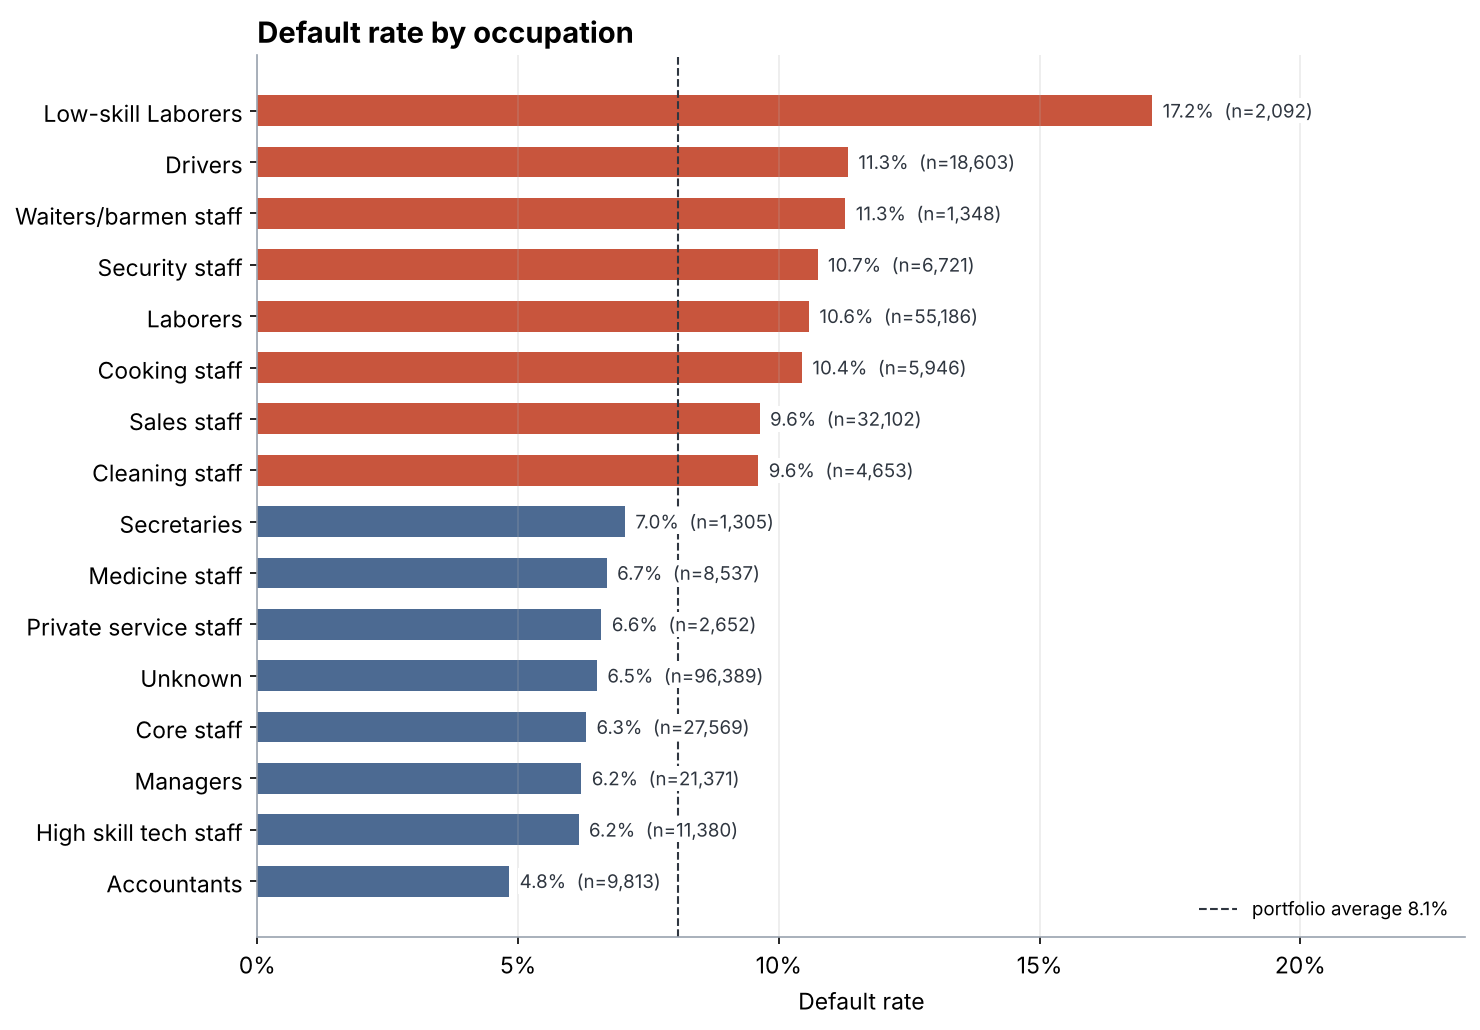 Default rate by occupation
Low-skill Laborers 17.2% (n=2,092)
Drivers 11.3% (n=18,603)
Waiters/barmen staff 11.3% (n=1,348)
Security staff 10.7% (n=6,721)
Laborers 10.6% (n=55,186)
Cooking staff 10.4% (n=5,946)
Sales staff 9.6% (n=32,102)
Cleaning staff 9.6% (n=4,653)
Secretaries 7.0% (n=1,305)
Medicine staff 6.7% (n=8,537)
Private service staff 6.6% (n=2,652)
Unknown 6.5% (n=96,389)
Core staff 6.3% (n=27,569)
Managers 6.2% (n=21,371)
High skill tech staff 6.2% (n=11,380)
Accountants 4.8% (n=9,813)
portfolio average 8.1%
0% 5% 10% 15% 20%
Default rate